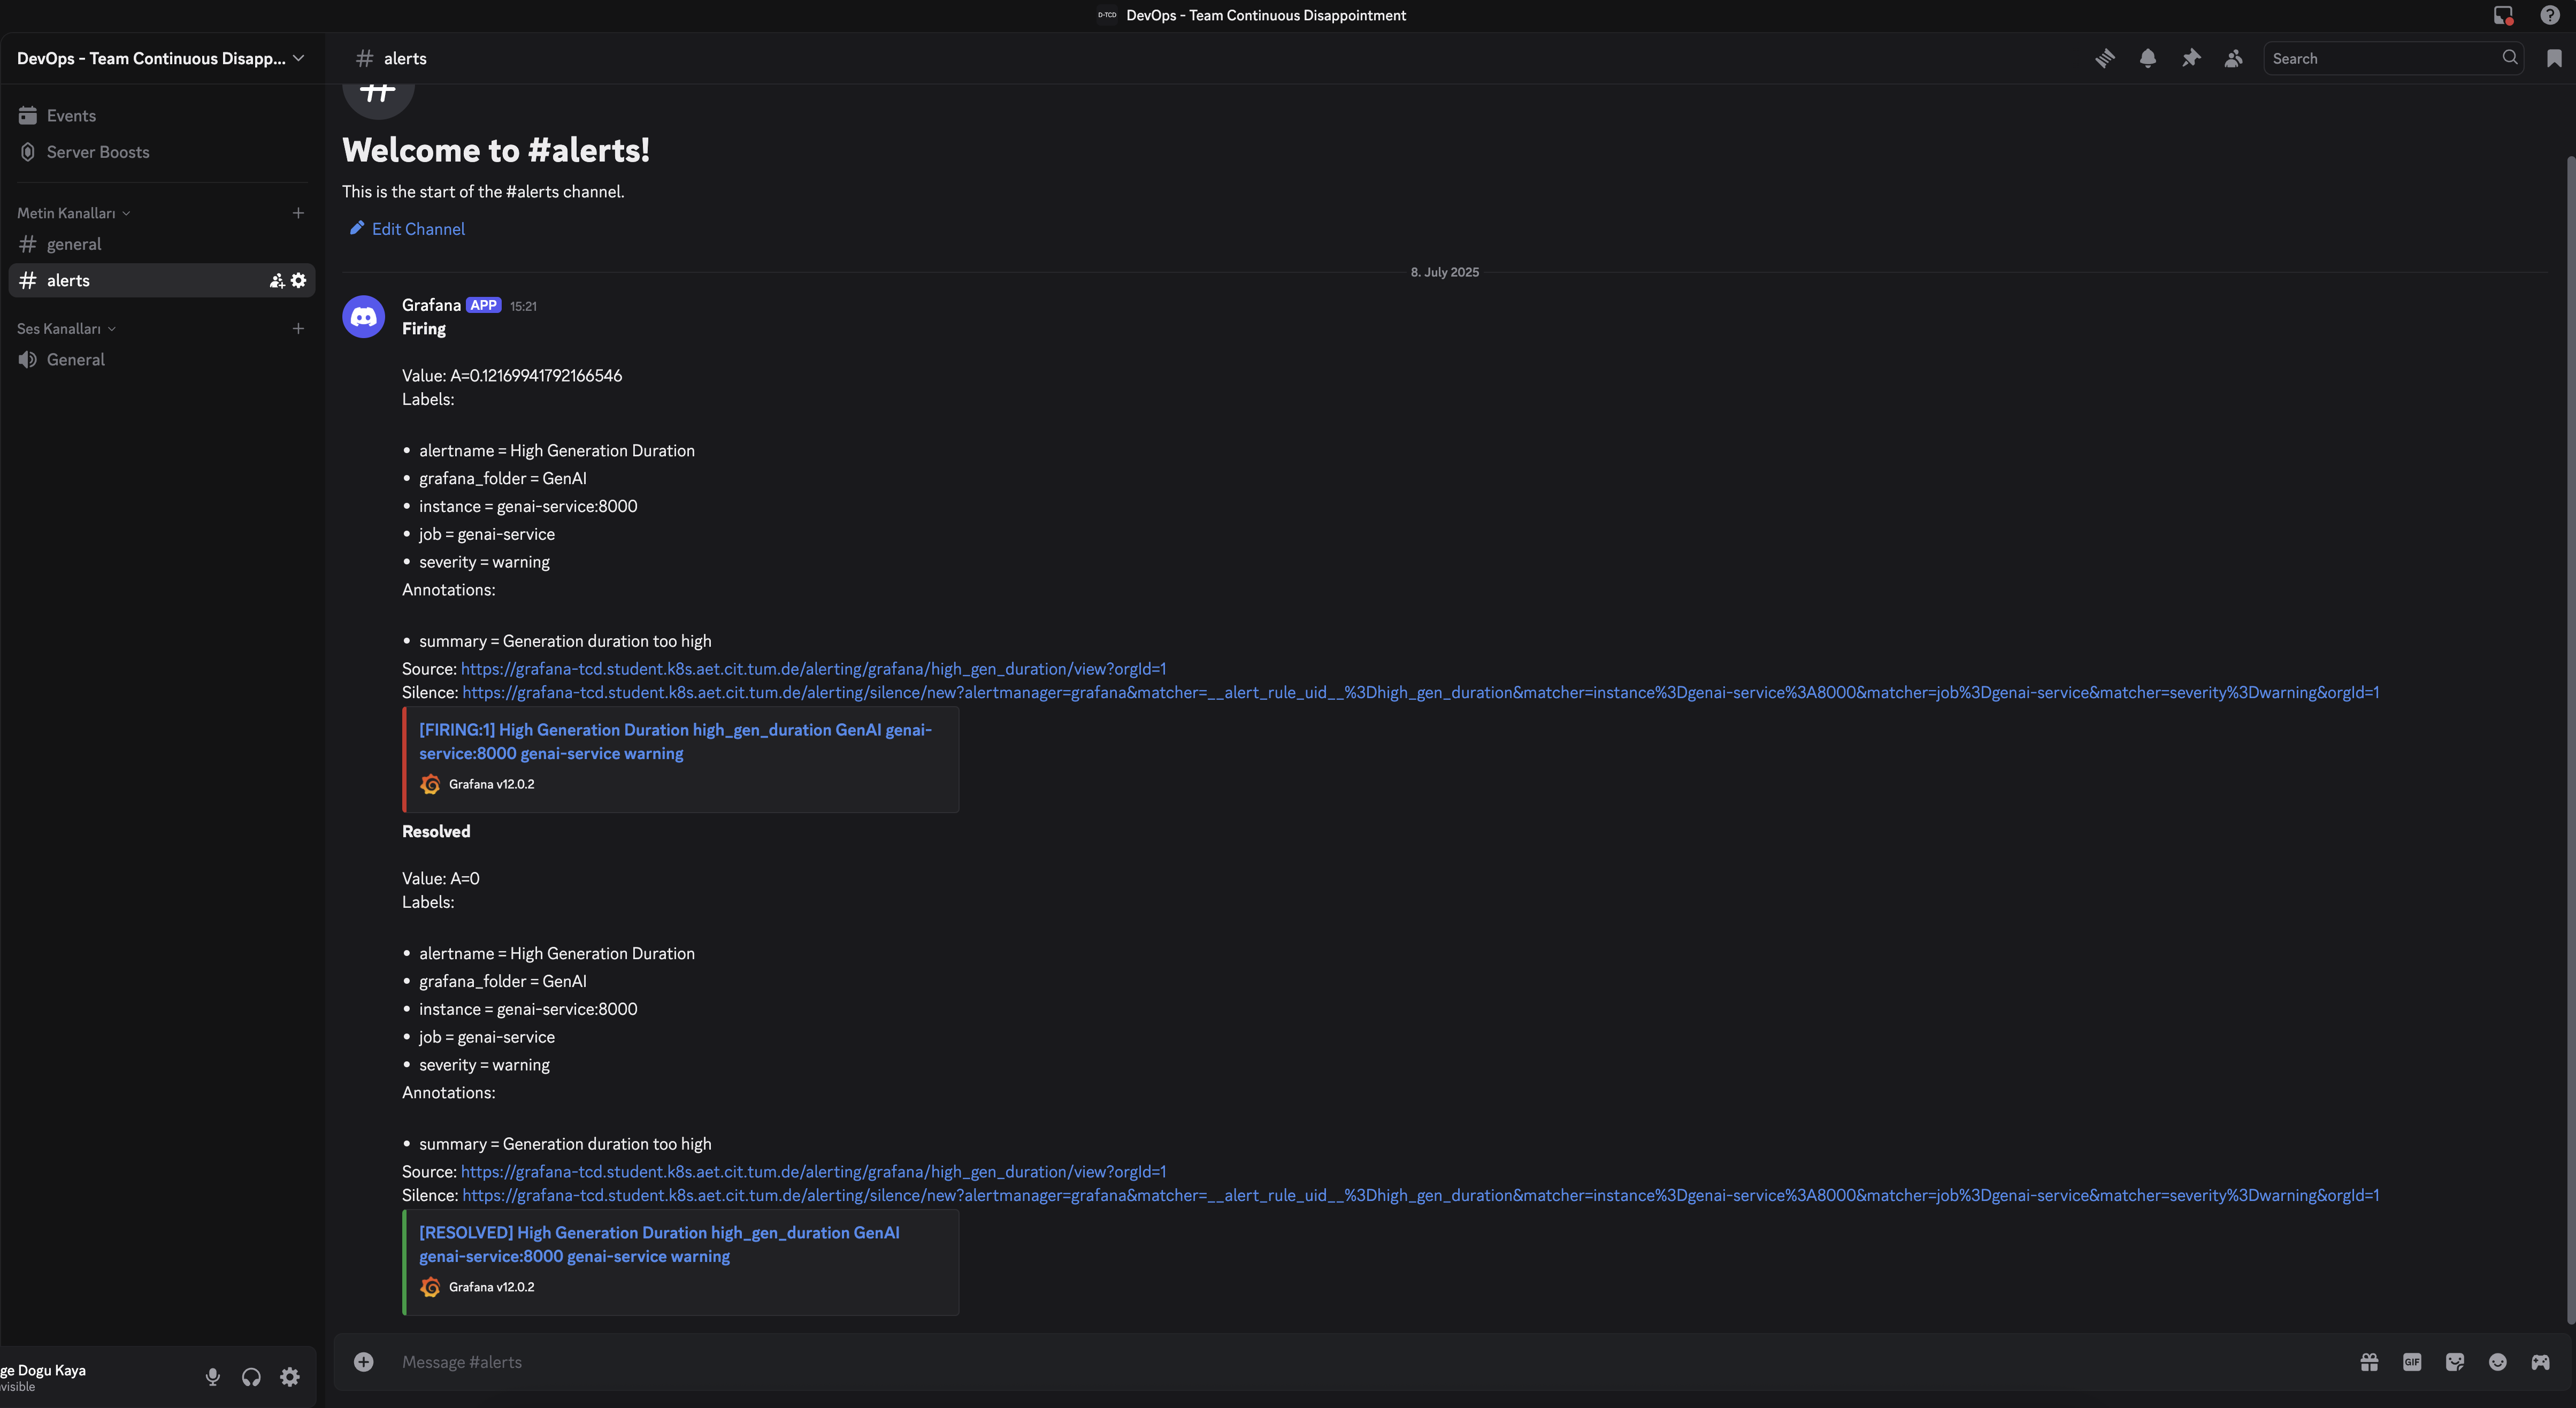 D-TCD DevOps - Team Continuous Disappointment
DevOps - Team Continuous Disapp...
Events
Server Boosts
Metin Kanalları
general
alerts
Ses Kanalları
General
ge Dogu Kaya
visible
alerts
Search
Welcome to #alerts!
This is the start of the #alerts channel.
Edit Channel
8. July 2025
Grafana APP 15:21
Firing
Value: A=0.12169941792166546
Labels:
• alertname = High Generation Duration
• grafana_folder = GenAI
• instance = genai-service:8000
• job = genai-service
• severity = warning
Annotations:
• summary = Generation duration too high
Source: https://grafana-tcd.student.k8s.aet.cit.tum.de/alerting/grafana/high_gen_duration/view?orgId=1
Silence: https://grafana-tcd.student.k8s.aet.cit.tum.de/alerting/silence/new?alertmanager=grafana&matcher=__alert_rule_uid__%3Dhigh_gen_duration&matcher=instance%3Dgenai-service%3A8000&matcher=job%3Dgenai-service&matcher=severity%3Dwarning&orgId=1
[FIRING:1] High Generation Duration high_gen_duration GenAI genai-
service:8000 genai-service warning
Grafana v12.0.2
Resolved
Value: A=0
Labels:
• alertname = High Generation Duration
• grafana_folder = GenAI
• instance = genai-service:8000
• job = genai-service
• severity = warning
Annotations:
• summary = Generation duration too high
Source: https://grafana-tcd.student.k8s.aet.cit.tum.de/alerting/grafana/high_gen_duration/view?orgId=1
Silence: https://grafana-tcd.student.k8s.aet.cit.tum.de/alerting/silence/new?alertmanager=grafana&matcher=__alert_rule_uid__%3Dhigh_gen_duration&matcher=instance%3Dgenai-service%3A8000&matcher=job%3Dgenai-service&matcher=severity%3Dwarning&orgId=1
[RESOLVED] High Generation Duration high_gen_duration GenAI
genai-service:8000 genai-service warning
Grafana v12.0.2
Message #alerts
GIF